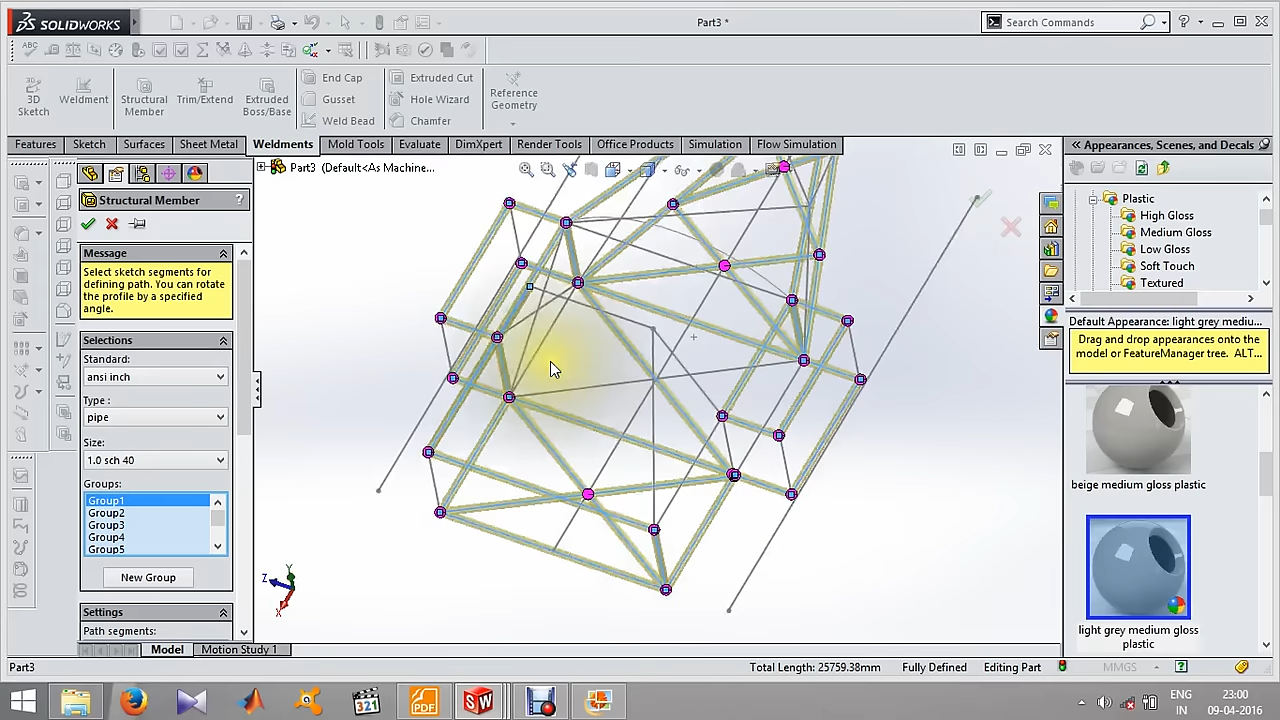 SOLIDWORKS
Part3 *
Search Commands
3D Sketch
Weldment
Structural Member
Trim/Extend
Extruded Boss/Base
End Cap
Gusset
Weld Bead
Extruded Cut
Hole Wizard
Chamfer
Reference Geometry
Features
Sketch
Surfaces
Sheet Metal
Weldments
Mold Tools
Evaluate
DimXpert
Render Tools
Office Products
Simulation
Flow Simulation
Part3 (Default<As Machine...
Structural Member
?
Message
Select sketch segments for
defining path. You can rotate
the profile by a specified
angle.
Selections
Standard:
ansi inch
Type :
pipe
Size:
1.0 sch 40
Groups:
Group1
Group2
Group3
Group4
Group5
New Group
Settings
Path segments:
Z
Y
X
Model
Motion Study 1
Appearances, Scenes, and Decals
Plastic
High Gloss
Medium Gloss
Low Gloss
Soft Touch
Textured
Default Appearance: light grey mediu...
Drag and drop appearances onto the
model or FeatureManager tree. ALT...
beige medium gloss plastic
light grey medium gloss
plastic
Part3
Total Length: 25759.38mm
Fully Defined
Editing Part
MMGS
321
PDF
SW
ENG
IN
23:00
09-04-2016